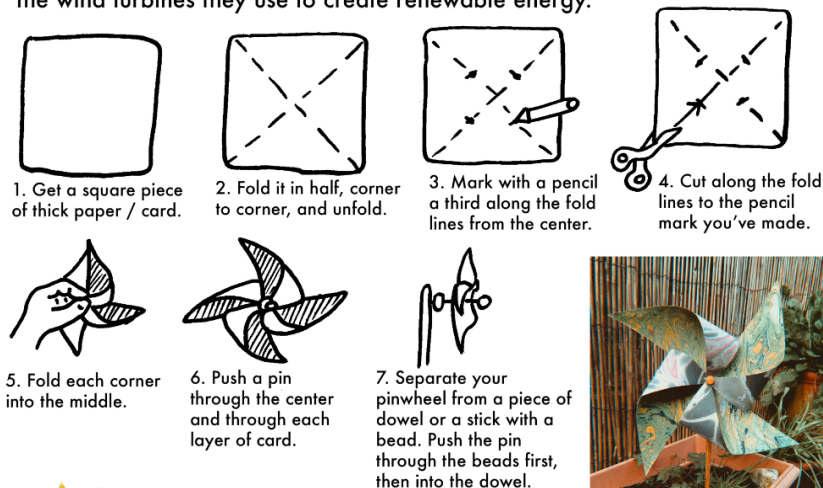 the wind turbines they use to create renewable energy.
1. Get a square piece
of thick paper / card.
2. Fold it in half, corner
to corner, and unfold.
3. Mark with a pencil
a third along the fold
lines from the center.
4. Cut along the fold
lines to the pencil
mark you've made.
5. Fold each corner
into the middle.
6. Push a pin
through the center
and through each
layer of card.
7. Separate your
pinwheel from a piece of
dowel or a stick with a
bead. Push the pin
through the beads first,
then into the dowel.